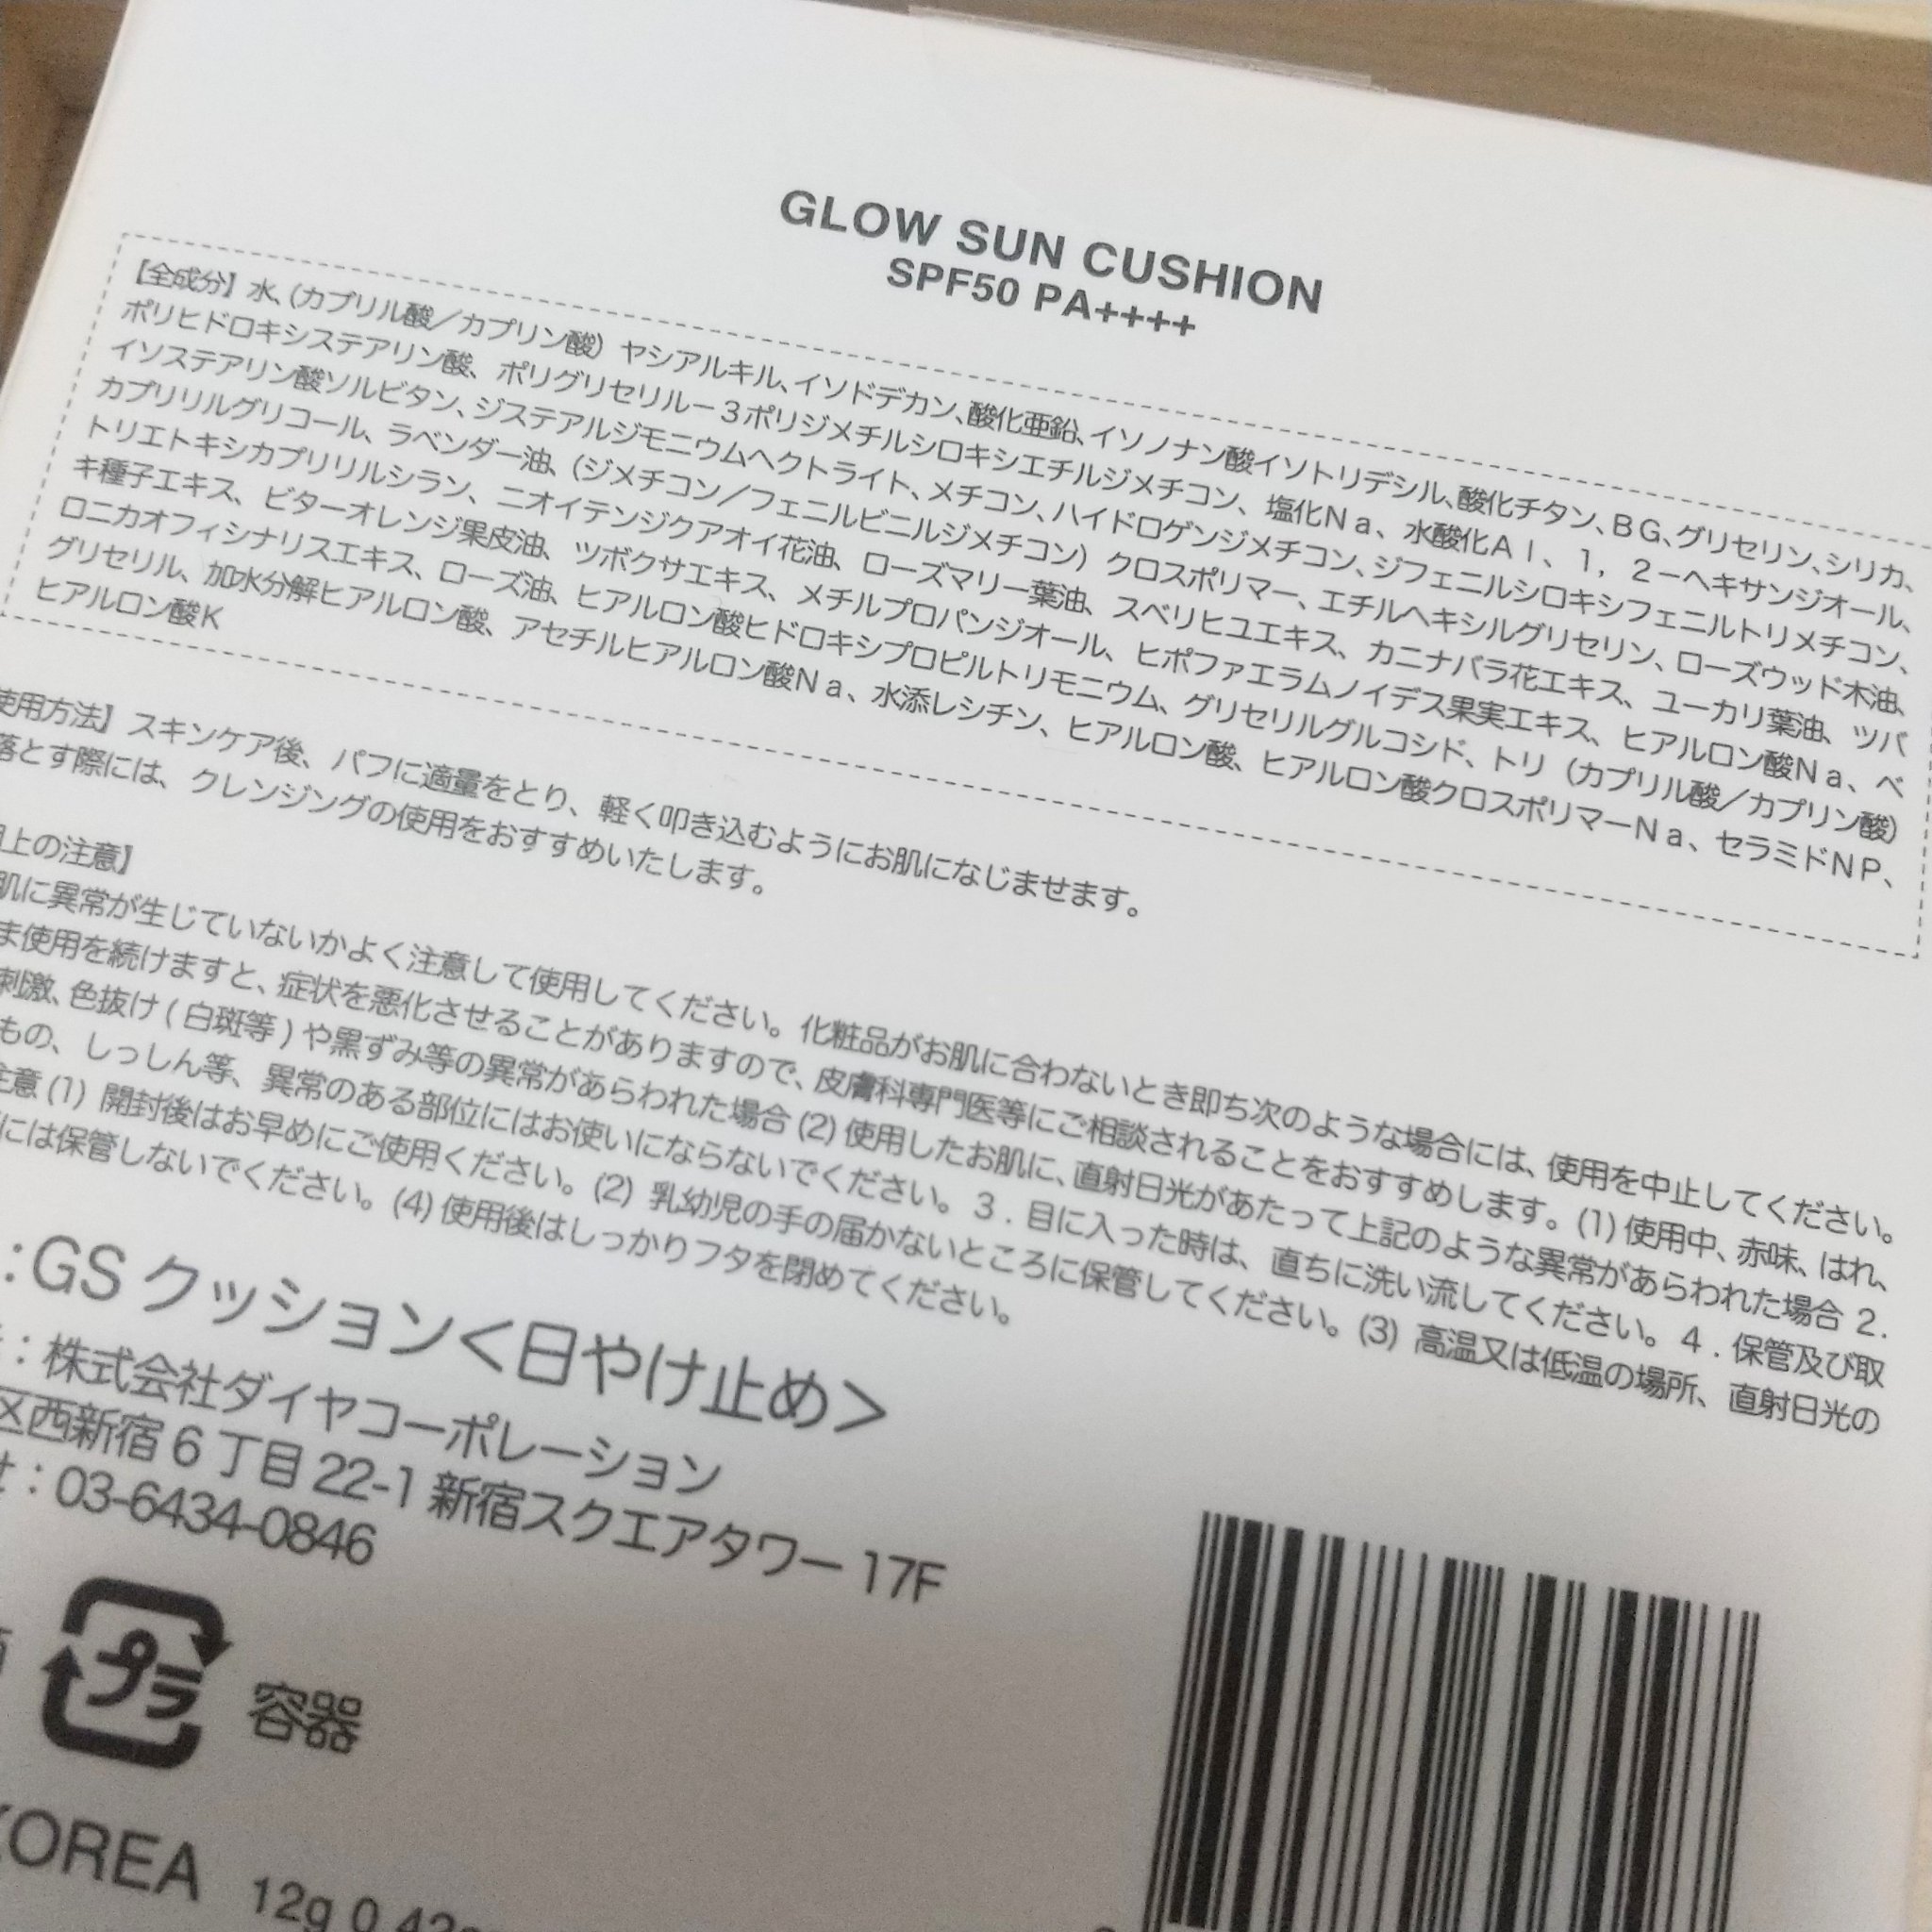 GLOW SUN CUSHION
SPF50 PA++++
【全成分】水、(カプリル酸／カプリン酸) ヤシアルキル、イソドデカン、酸化亜鉛、イソノナン酸イソトリデシル、酸化チタン、BG、グリセリン、シリカ、
ポリヒドロキシステアリン酸、ポリグリセリル－3ポリジメチルシロキシエチルジメチコン、塩化Na、水酸化Al、1，2－ヘキサンジオール、
イソステアリン酸ソルビタン、ジステアルジモニウムヘクトライト、メチコン、ハイドロゲンジメチコン、ジフェニルシロキシフェニルトリメチコン、
カプリリルグリコール、ラベンダー油、(ジメチコン／フェニルビニルジメチコン) クロスポリマー、エチルヘキシルグリセリン、ローズウッド木油、
トリエトキシカプリリルシラン、ニオイテンジクアオイ花油、ローズマリー葉油、スベリヒユエキス、カニナバラ花エキス、ユーカリ葉油、ツバ
キ種子エキス、ビターオレンジ果皮油、ツボクサエキス、メチルプロパンジオール、ヒポファエラムノイデス果実エキス、ヒアルロン酸Na、ベ
ロニカオフィシナリスエキス、ローズ油、ヒアルロン酸ヒドロキシプロピルトリモニウム、グリセリルグルコシド、トリ (カプリル酸／カプリン酸)
グリセリル、加水分解ヒアルロン酸、アセチルヒアルロン酸Na、水添レシチン、ヒアルロン酸、ヒアルロン酸クロスポリマーNa、セラミドNP、
ヒアルロン酸K
使用方法】スキンケア後、パフに適量をとり、軽く叩き込むようにお肌になじませます。
落とす際には、クレンジングの使用をおすすめいたします。
上の注意】
肌に異常が生じていないかよく注意して使用してください。化粧品がお肌に合わないとき即ち次のような場合には、使用を中止してください。
ま使用を続けますと、症状を悪化させることがありますので、皮膚科専門医等にご相談されることをおすすめします。(1) 使用中、赤味、はれ、
刺激、色抜け (白斑等) や黒ずみ等の異常があらわれた場合 (2) 使用したお肌に、直射日光があたって上記のような異常があらわれた場合 2.
もの、しっしん等、異常のある部位にはお使いにならないでください。3. 目に入った時は、直ちに洗い流してください。4. 保管及び取
注意 (1) 開封後はお早めにご使用ください。(2) 乳幼児の手の届かないところに保管してください。(3) 高温又は低温の場所、直射日光の
には保管しないでください。(4) 使用後はしっかりフタを閉めてください。
:GS クッション＜日やけ止め＞
：株式会社ダイヤコーポレーション
区西新宿 6 丁目 22-1 新宿スクエアタワー 17F
せ：03-6434-0846
プラ 容器
KOREA 12g 0.42